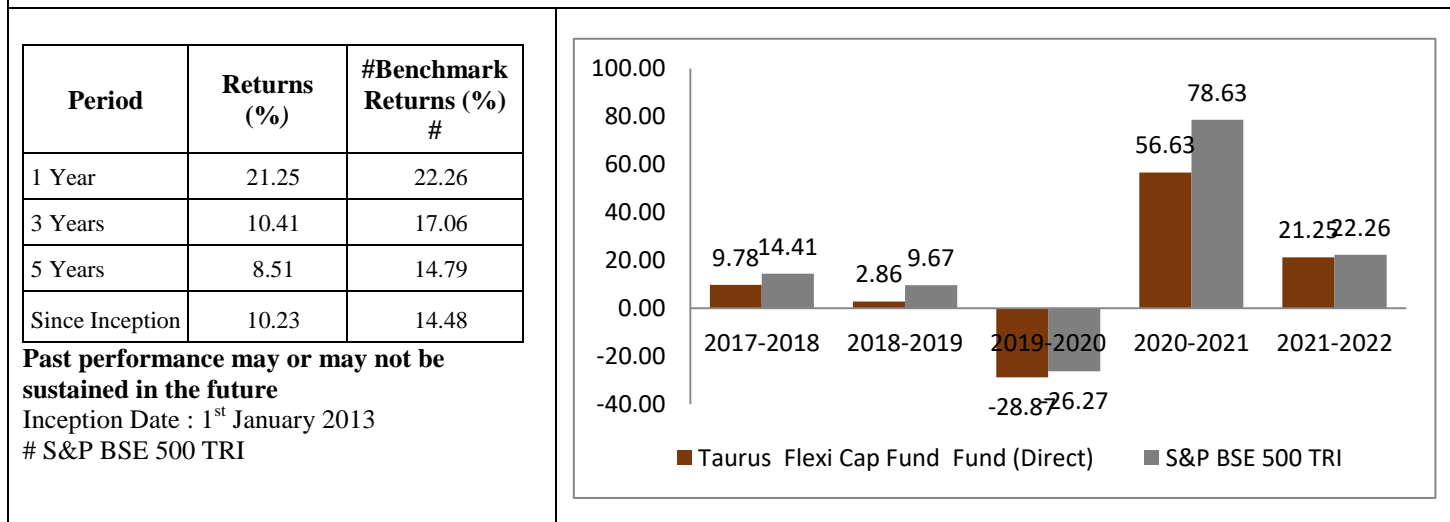 Period
Returns
(%)
#Benchmark
Returns (%)
#
1 Year 21.25 22.26
3 Years 10.41 17.06
5 Years 8.51 14.79
Since Inception 10.23 14.48
Past performance may or may not be
sustained in the future
Inception Date : 1st January 2013
# S&P BSE 500 TRI
100.00
80.00
60.00
40.00
20.00
0.00
-20.00
-40.00
9.78 14.41
2.86 9.67
-28.87 -26.27
56.63 78.63
21.25 22.26
2017-2018 2018-2019 2019-2020 2020-2021 2021-2022
Taurus Flexi Cap Fund Fund (Direct) S&P BSE 500 TRI